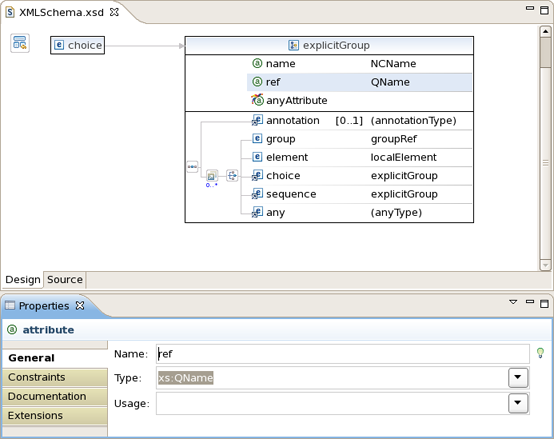 XMLSchema.xsd
choice
explicitGroup
name NCName
ref QName
anyAttribute
annotation [0..1] (annotationType)
group groupRef
element localElement
choice explicitGroup
0..*
sequence explicitGroup
any (anyType)
Design Source
Properties
attribute
General
Name: ref
Constraints
Type: xs:QName
Documentation
Usage:
Extensions